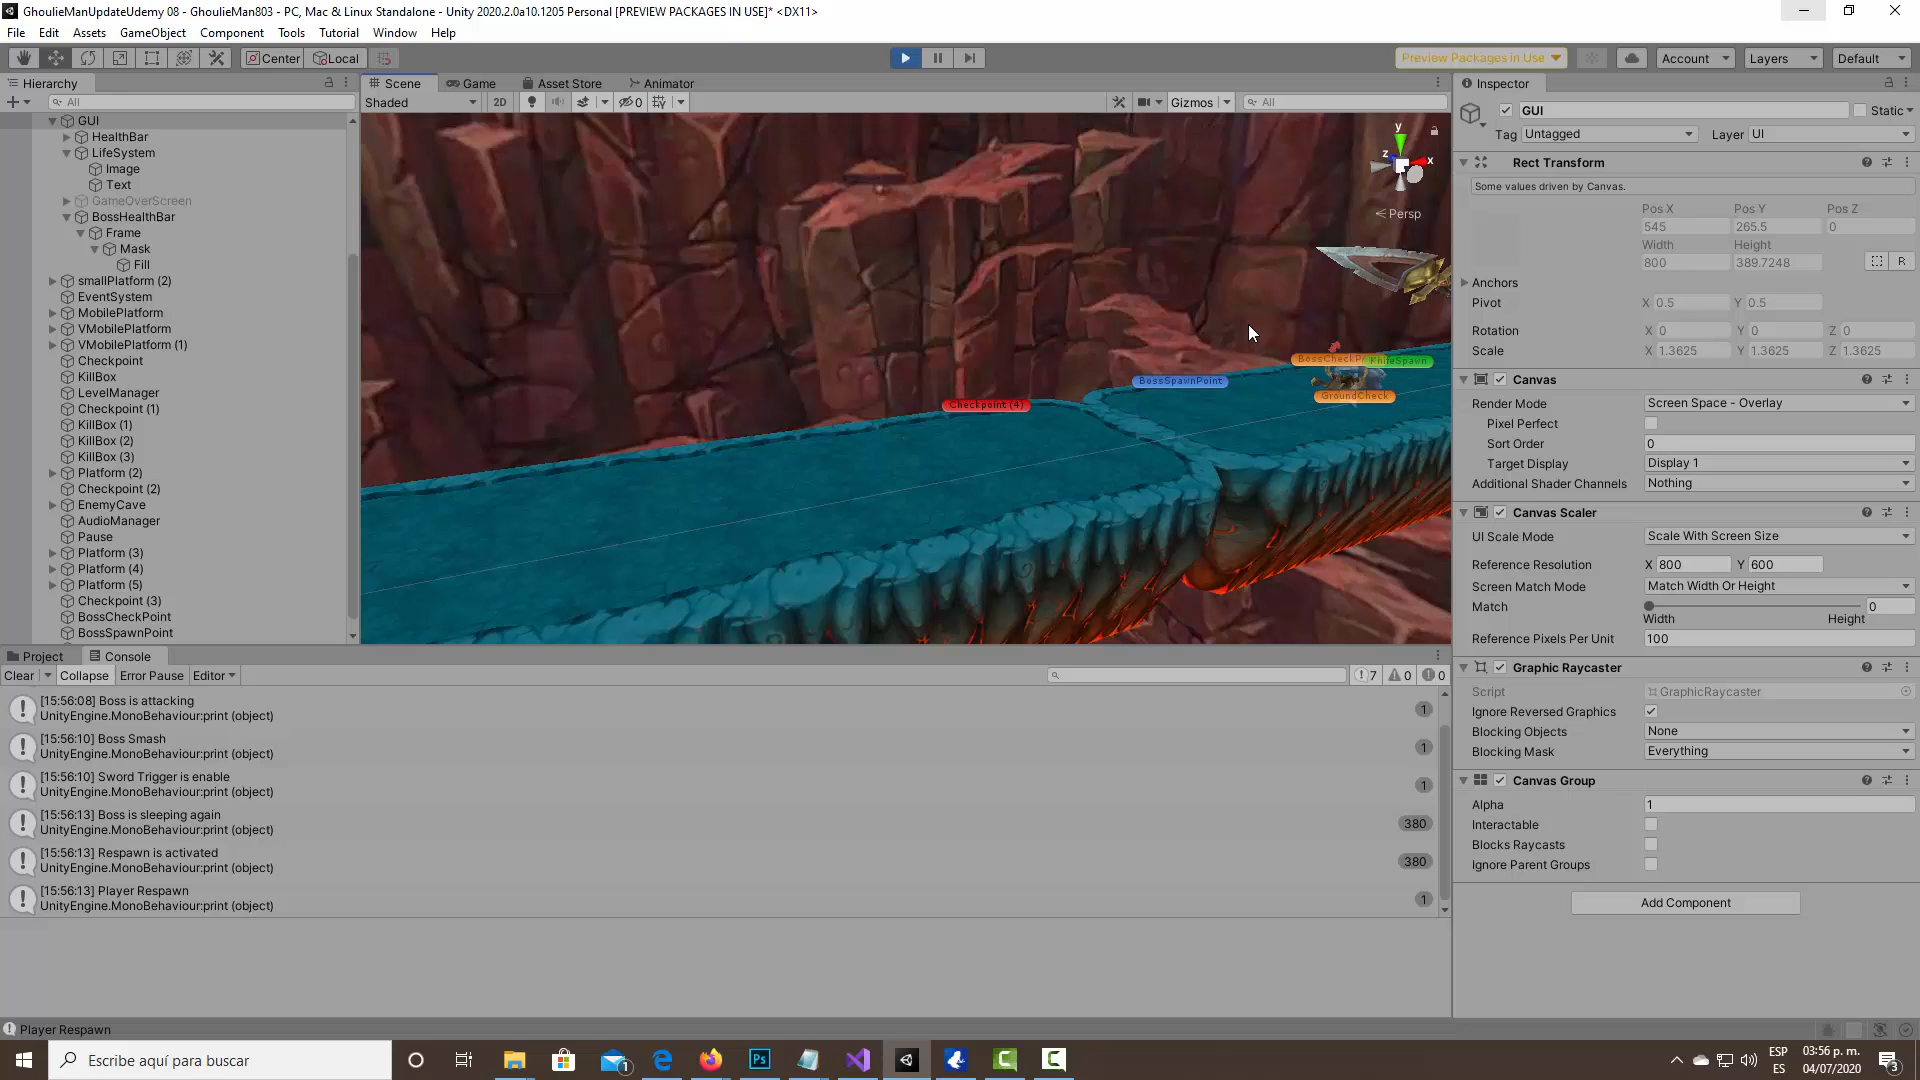 GhoulieManUpdateUdemy 08 - GhoulieMan803 - PC, Mac & Linux Standalone - Unity 2020.2.0a10.1205 Personal [PREVIEW PACKAGES IN USE]* <DX11>
File Edit Assets GameObject Component Tools Tutorial Window Help
Center Local Preview Packages in Use Account Layers Default
Hierarchy
All
GUI
HealthBar
LifeSystem
Image
Text
GameOverScreen
BossHealthBar
Frame
Mask
Fill
smallPlatform (2)
EventSystem
MobilePlatform
VMobilePlatform
VMobilePlatform (1)
Checkpoint
KillBox
LevelManager
Checkpoint (1)
KillBox (1)
KillBox (2)
KillBox (3)
Platform (2)
Checkpoint (2)
EnemyCave
AudioManager
Pause
Platform (3)
Platform (4)
Platform (5)
Checkpoint (3)
BossCheckPoint
BossSpawnPoint
Scene Game Asset Store Animator
Shaded 2D 0 Gizmos All
y
z x
Persp
BossCheckP KnifeSpawn
BossSpawnPoint
GroundCheck
Checkpoint (4)
Inspector
GUI Static
Tag Untagged Layer UI
Rect Transform
Some values driven by Canvas.
Pos X Pos Y Pos Z
545 265.5 0
Width Height
800 389.7248 R
Anchors
Pivot X 0.5 Y 0.5
Rotation X 0 Y 0 Z 0
Scale X 1.3625 Y 1.3625 Z 1.3625
Canvas
Render Mode Screen Space - Overlay
Pixel Perfect
Sort Order 0
Target Display Display 1
Additional Shader Channels Nothing
Canvas Scaler
UI Scale Mode Scale With Screen Size
Reference Resolution X 800 Y 600
Screen Match Mode Match Width Or Height
Match 0
Width Height
Reference Pixels Per Unit 100
Graphic Raycaster
Script GraphicRaycaster
Ignore Reversed Graphics
Blocking Objects None
Blocking Mask Everything
Canvas Group
Alpha 1
Interactable
Blocks Raycasts
Ignore Parent Groups
Add Component
Project Console
Clear Collapse Error Pause Editor 7 0 0
[15:56:08] Boss is attacking
UnityEngine.MonoBehaviour:print (object) 1
[15:56:10] Boss Smash
UnityEngine.MonoBehaviour:print (object) 1
[15:56:10] Sword Trigger is enable
UnityEngine.MonoBehaviour:print (object) 1
[15:56:13] Boss is sleeping again
UnityEngine.MonoBehaviour:print (object) 380
[15:56:13] Respawn is activated
UnityEngine.MonoBehaviour:print (object) 380
[15:56:13] Player Respawn
UnityEngine.MonoBehaviour:print (object) 1
Player Respawn
Escribe aquí para buscar 1 Ps ESP 03:56 p. m.
ES 04/07/2020 3